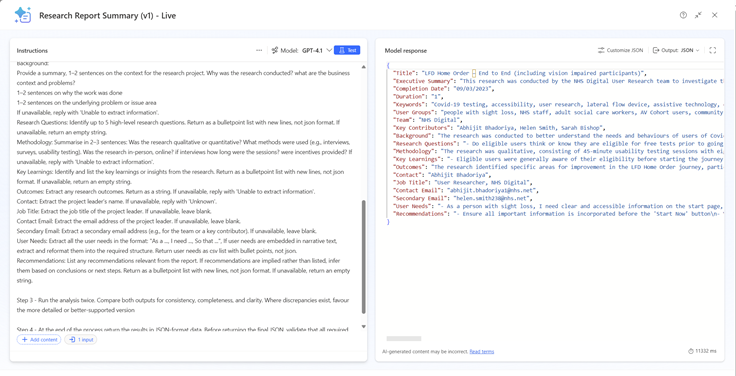 Research Report Summary (v1) - Live
Instructions
Model: GPT-4.1
Test
Background:
Provide a summary, 1–2 sentences on the context for the research project. Why was the research conducted? what are the business
context and problems?
1–2 sentences on why the work was done
1–2 sentences on the underlying problem or issue area
If unavailable, reply with 'Unable to extract information'.
Research Questions: Identify up to 5 high-level research questions. Return as a bulletpoint list with new lines, not json format. If
unavailable, return an empty string.
Methodology: Summarise in 2–3 sentences: Was the research qualitative or quantitative? What methods were used (e.g., interviews,
surveys, usability testing). Was the research in-person, online? if interviews how long were the sessions? were incentives provided? If
unavailable, reply with 'Unable to extract information'.
Key Learnings: Identify and list the key learnings or insights from the research. Return as a bulletpoint list with new lines, not json
format. If unavailable, return an empty string.
Outcomes: Extract any research outcomes. Return as a string. If unavailable, reply with 'Unable to extract information'.
Contact: Extract the project leader's name. If unavailable, reply with 'Unknown'.
Job Title: Extract the job title of the project leader. If unavailable, leave blank.
Contact Email: Extract the email address of the project leader. If unavailable, leave blank.
Secondary Email: Extract a secondary email address (e.g., for the team or a key contributor). If unavailable, leave blank.
User Needs: Extract all the user needs in the format: "As a ..., I need ..., So that ...". If user needs are embedded in narrative text,
extract and reformat them into the required structure. Return user needs as csv list with bullet points, not json.
Recommendations: List any recommendations relevant from the report. If recommendations are implied rather than listed, infer
them based on conclusions or next steps. Return as a bulletpoint list with new lines, not json format. If unavailable, return an empty
string.
Step 3 - Run the analysis twice. Compare both outputs for consistency, completeness, and clarity. Where discrepancies exist, favour
the more detailed or better-supported version
Step 4 - At the end of the process return the results in JSON-format data. Before returning the final JSON, validate that all required
Add content
1 input
Model response
Customize JSON
Output: JSON
{
"Title": "LFD Home Order - End to End (including vision impaired participants)",
"Executive Summary": "This research was conducted by the NHS Digital User Research team to investigate t
"Completion Date": "09/03/2023",
"Duration": "1",
"Keywords": "Covid-19 testing, accessibility, user research, lateral flow device, assistive technology,
"User Groups": "people with sight loss, NHS staff, adult social care workers, AV Cohort users, communit
"Team": "NHS Digital",
"Key Contributors": "Abhijit Bhadoriya, Helen Smith, Sarah Bishop",
"Background": "The research was conducted to better understand the needs and behaviours of users of Covi
"Research Questions": "- Do eligible users think or know they are eligible for free tests prior to going
"Methodology": "The research was qualitative, consisting of 45-minute usability testing sessions with ei
"Key Learnings": "- Eligible users were generally aware of their eligibility before starting the journey
"Outcomes": "The research identified specific areas for improvement in the LFD Home Order journey, parti
"Contact": "Abhijit Bhadoriya",
"Job Title": "User Researcher, NHS Digital",
"Contact Email": "abhijit.bhadoriya1@nhs.net",
"Secondary Email": "helen.smith238@nhs.net",
"User Needs": "- As a person with sight loss, I need clear and accessible information on the start page,
"Recommendations": "- Ensure all important information is incorporated before the 'Start Now' button\n-
}
AI-generated content may be incorrect. Read terms
11332 ms